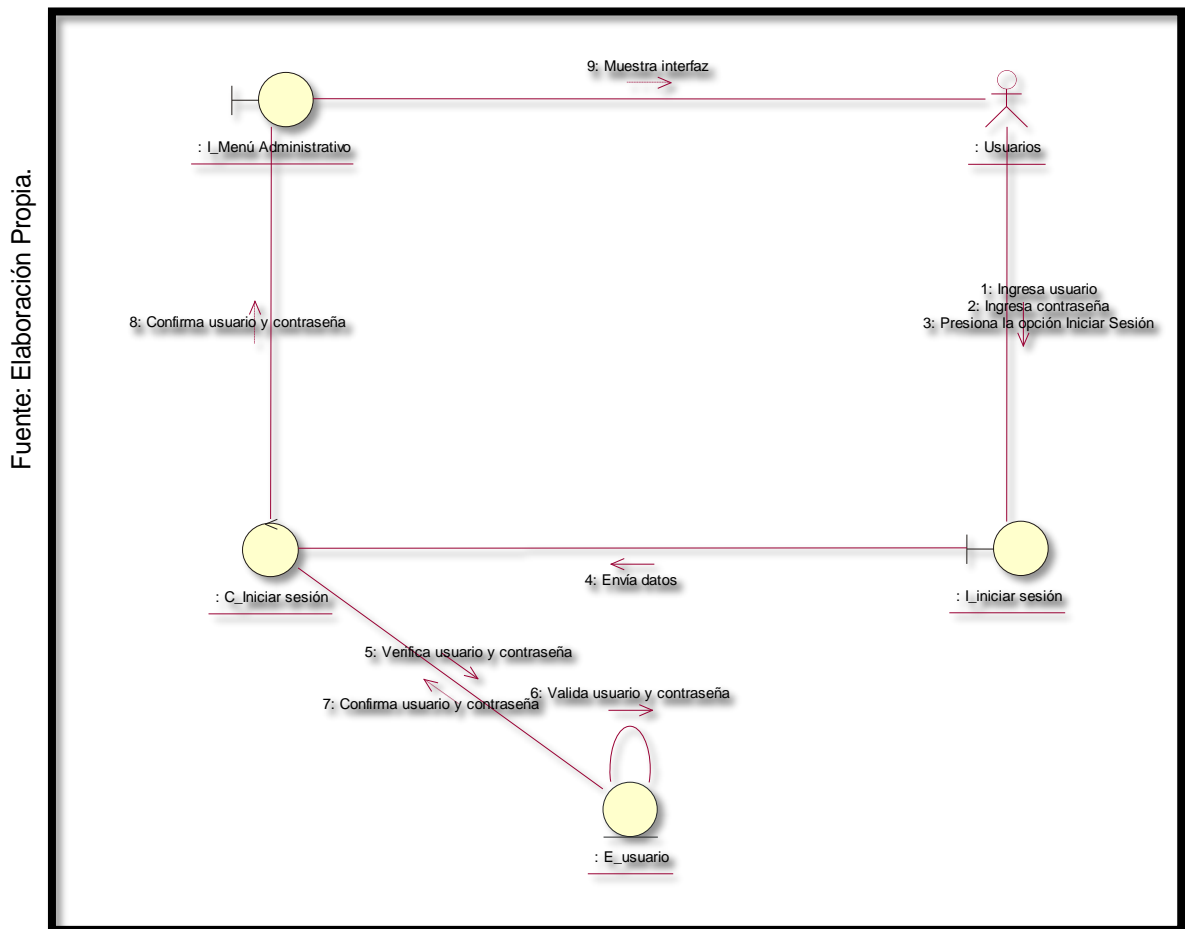 9: Muestra interfaz
: I_Menú Administrativo
: Usuarios
Fuente: Elaboración Propia.
1: Ingresa usuario
2: Ingresa contraseña
3: Presiona la opción Iniciar Sesión
8: Confirma usuario y contraseña
4: Envía datos
: C_Iniciar sesión
: I_iniciar sesión
5: Verifica usuario y contraseña
6: Valida usuario y contraseña
7: Confirma usuario y contraseña
: E_usuario